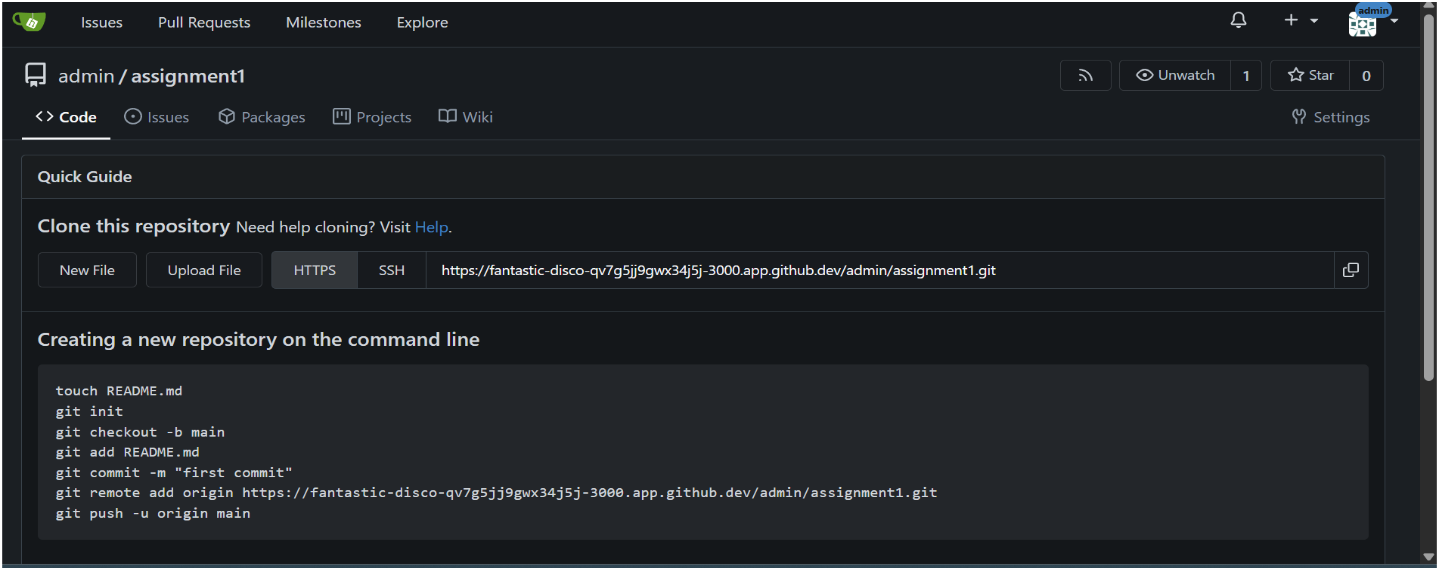 Issues Pull Requests Milestones Explore admin
admin / assignment1 Unwatch 1 Star 0
<> Code Issues Packages Projects Wiki Settings
Quick Guide
Clone this repository Need help cloning? Visit Help.
New File Upload File HTTPS SSH https://fantastic-disco-qv7g5jj9gwx34j5j-3000.app.github.dev/admin/assignment1.git
Creating a new repository on the command line
touch README.md
git init
git checkout -b main
git add README.md
git commit -m "first commit"
git remote add origin https://fantastic-disco-qv7g5jj9gwx34j5j-3000.app.github.dev/admin/assignment1.git
git push -u origin main